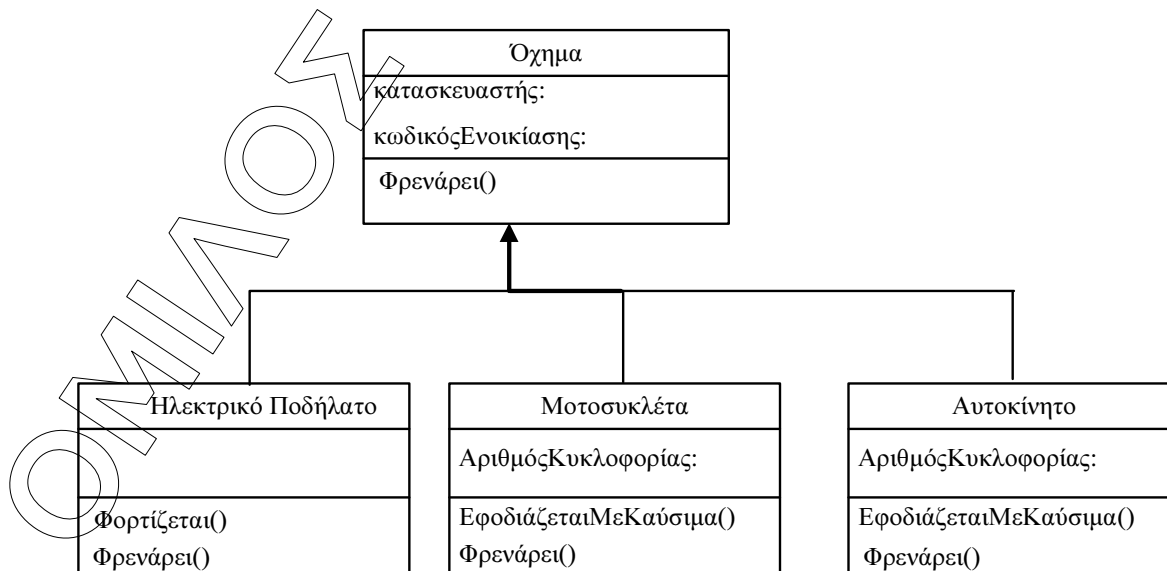 Όχημα
κατασκευαστής:
κωδικόςΕνοικίασης:
Φρενάρει()
Ηλεκτρικό Ποδήλατο
Φορτίζεται()
Φρενάρει()
Μοτοσυκλέτα
ΑριθμόςΚυκλοφορίας:
ΕφοδιάζεταιΜεΚαύσιμα()
Φρενάρει()
Αυτοκίνητο
ΑριθμόςΚυκλοφορίας:
ΕφοδιάζεταιΜεΚαύσιμα()
Φρενάρει()
ΟΜΙΛΟΣ